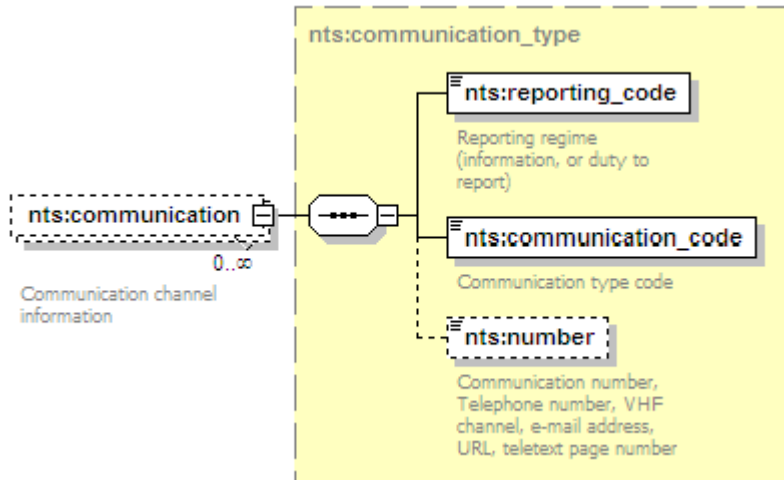 nts:communication_type
nts:reporting_code
Reporting regime
(information, or duty to
report)
nts:communication
0..∞
Communication channel
information
nts:communication_code
Communication type code
nts:number
Communication number,
Telephone number, VHF
channel, e-mail address,
URL, teletext page number